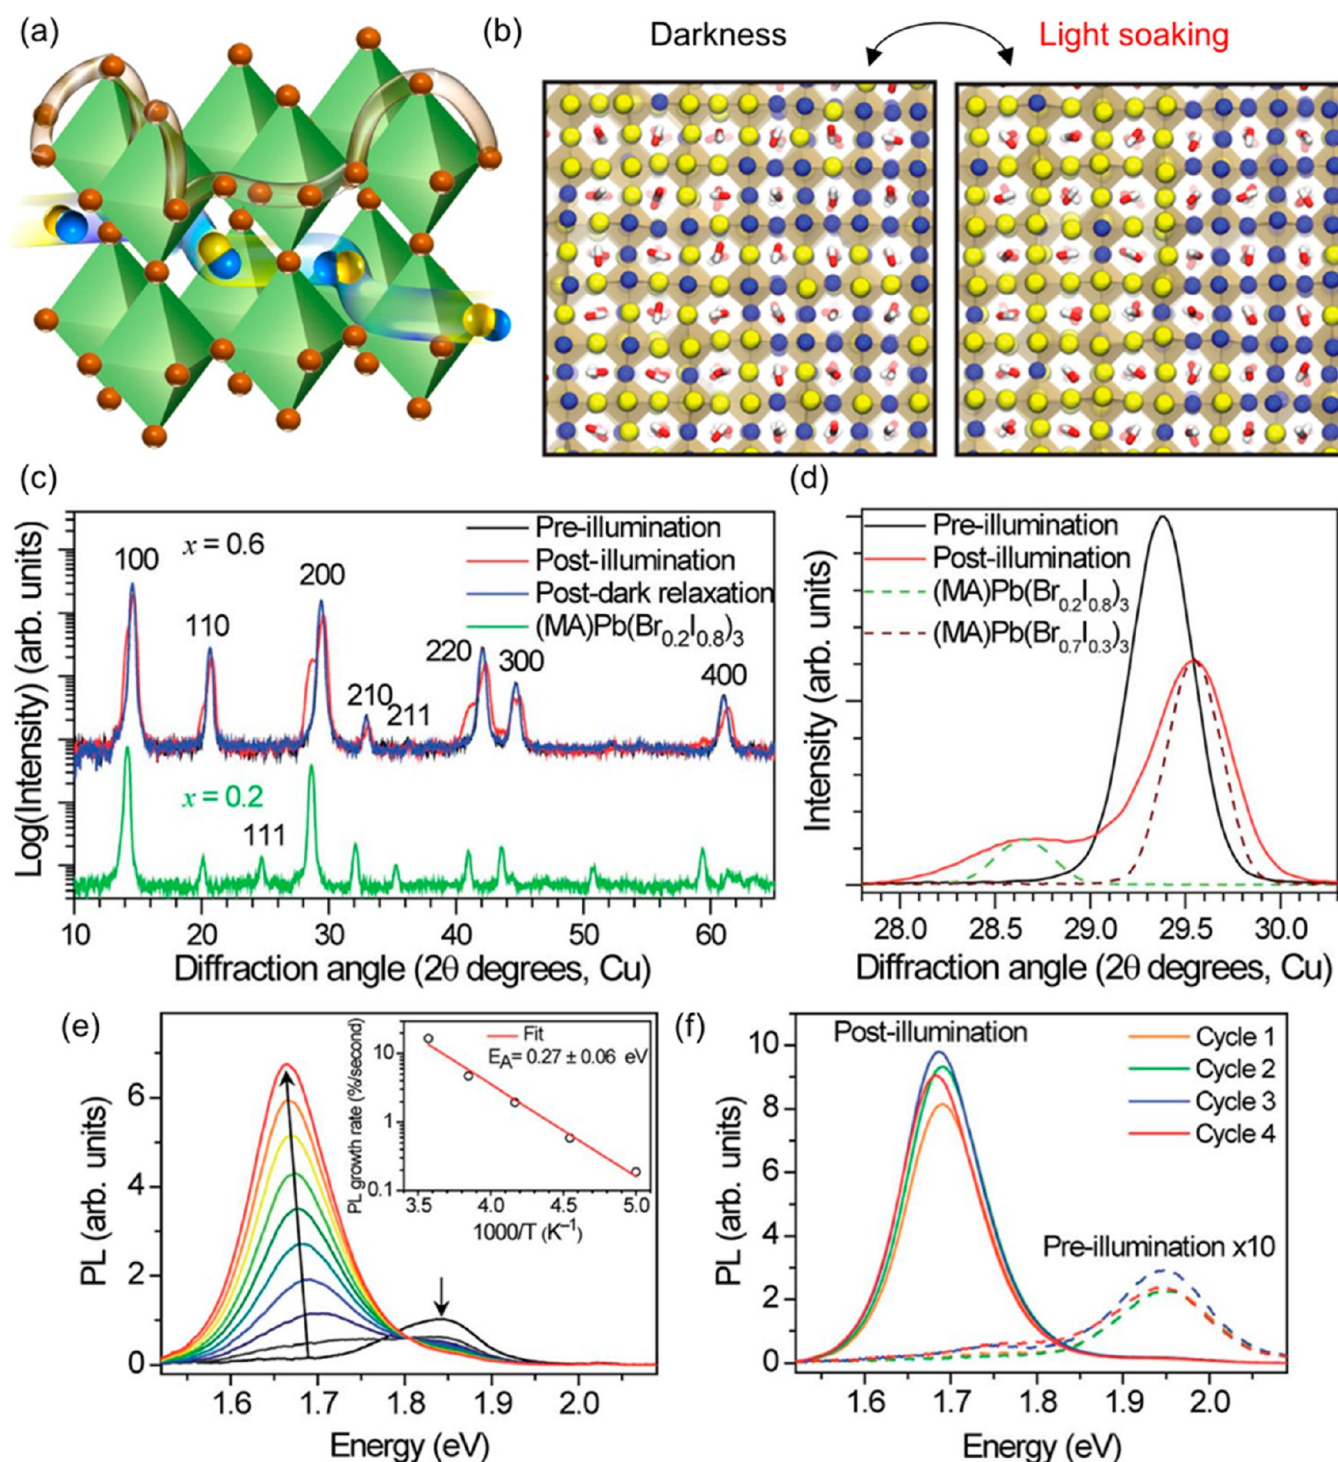 (a)
(b)
Darkness
Light soaking
(c)
Log(Intensity) (arb. units)
x = 0.6
100
110
200
210
211
220
300
400
Pre-illumination
Post-illumination
Post-dark relaxation
(MA)Pb(Br0.2I0.8)3
x = 0.2
111
10 20 30 40 50 60
Diffraction angle (2θ degrees, Cu)
(d)
Intensity (arb. units)
Pre-illumination
Post-illumination
(MA)Pb(Br0.2I0.8)3
(MA)Pb(Br0.7I0.3)3
28.0 28.5 29.0 29.5 30.0
Diffraction angle (2θ degrees, Cu)
(e)
PL (arb. units)
6
4
2
0
1.6 1.7 1.8 1.9 2.0
Energy (eV)
PL growth rate (%/second)
10
1
0.1
Fit
EA= 0.27 ± 0.06 eV
3.5 4.0 4.5 5.0
1000/T (K–1)
(f)
PL (arb. units)
10
8
6
4
2
0
Post-illumination
Cycle 1
Cycle 2
Cycle 3
Cycle 4
Pre-illumination x10
1.6 1.7 1.8 1.9 2.0
Energy (eV)